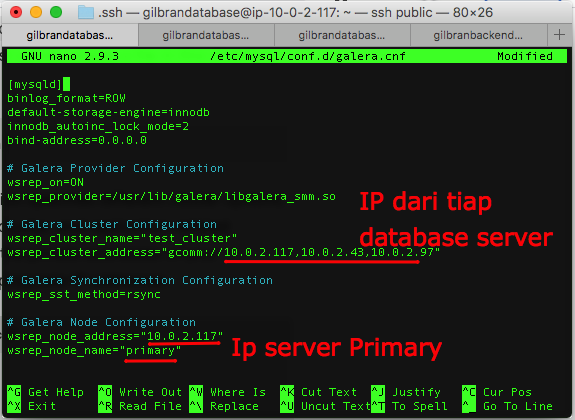 .ssh — gilbrandatabase@ip-10-0-2-117: ~ — ssh public — 80×26
gilbrandatabas... gilbrandatabas... gilbrandatabas... gilbranbackend... +
GNU nano 2.9.3 /etc/mysql/conf.d/galera.cnf Modified
[mysqld]
binlog_format=ROW
default-storage-engine=innodb
innodb_autoinc_lock_mode=2
bind-address=0.0.0.0
# Galera Provider Configuration
wsrep_on=ON
wsrep_provider=/usr/lib/galera/libgalera_smm.so
IP dari tiap
database server
# Galera Cluster Configuration
wsrep_cluster_name="test_cluster"
wsrep_cluster_address="gcomm://10.0.2.117,10.0.2.43,10.0.2.97"
# Galera Synchronization Configuration
wsrep_sst_method=rsync
# Galera Node Configuration
wsrep_node_address="10.0.2.117"
wsrep_node_name="primary"
Ip server Primary
^G Get Help ^O Write Out ^W Where Is ^K Cut Text ^J Justify ^C Cur Pos
^X Exit ^R Read File ^\ Replace ^U Uncut Text ^T To Spell ^_ Go To Line